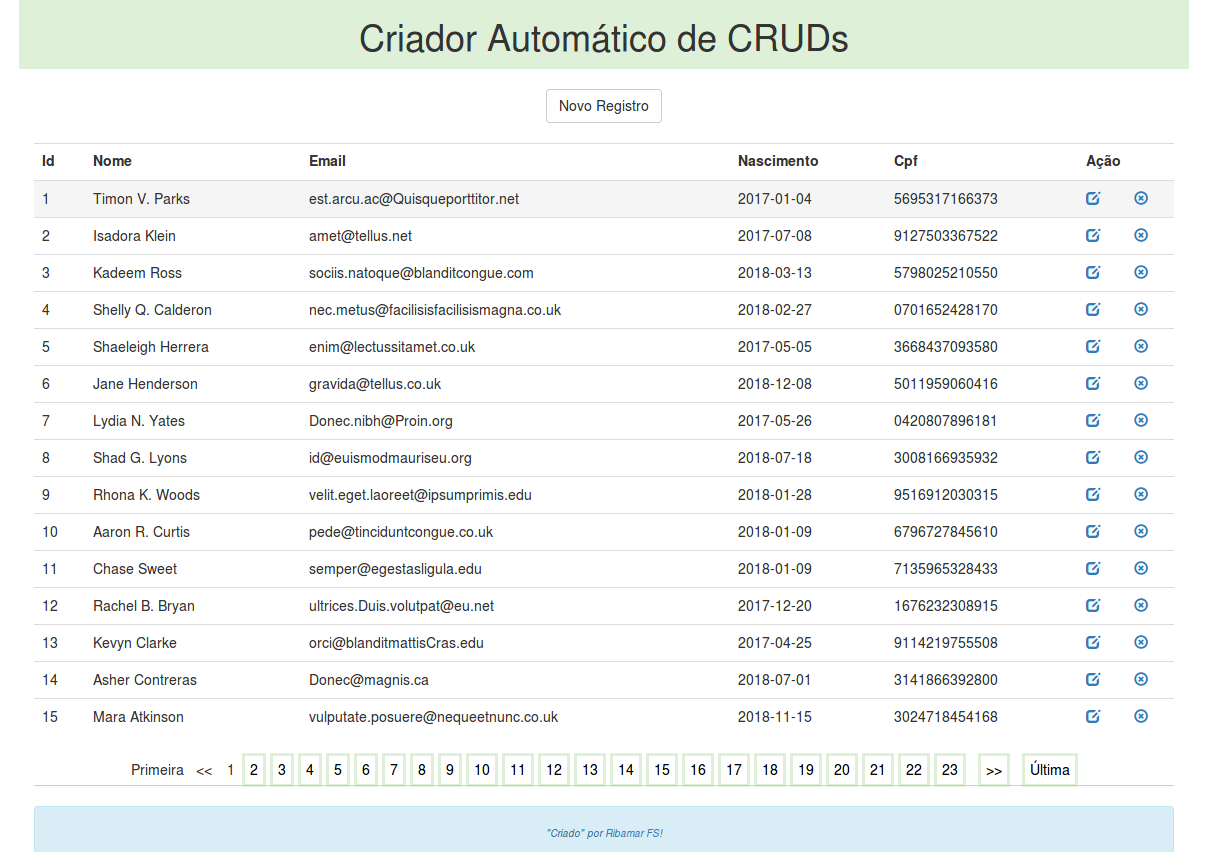 Criador Automático de CRUDs
Novo Registro
Id Nome Email Nascimento Cpf Ação
1 Timon V. Parks est.arcu.ac@Quisqueporttitor.net 2017-01-04 5695317166373
2 Isadora Klein amet@tellus.net 2017-07-08 9127503367522
3 Kadeem Ross sociis.natoque@blanditcongue.com 2018-03-13 5798025210550
4 Shelly Q. Calderon nec.metus@facilisisfacilisismagna.co.uk 2018-02-27 0701652428170
5 Shaeleigh Herrera enim@lectussitamet.co.uk 2017-05-05 3668437093580
6 Jane Henderson gravida@tellus.co.uk 2018-12-08 5011959060416
7 Lydia N. Yates Donec.nibh@Proin.org 2017-05-26 0420807896181
8 Shad G. Lyons id@euismodmauriseu.org 2018-07-18 3008166935932
9 Rhona K. Woods velit.eget.laoreet@ipsumprimis.edu 2018-01-28 9516912030315
10 Aaron R. Curtis pede@tinciduntcongue.co.uk 2018-01-09 6796727845610
11 Chase Sweet semper@egestasligula.edu 2018-01-09 7135965328433
12 Rachel B. Bryan ultrices.Duis.volutpat@eu.net 2017-12-20 1676232308915
13 Kevyn Clarke orci@blanditmattisCras.edu 2017-04-25 9114219755508
14 Asher Contreras Donec@magnis.ca 2018-07-01 3141866392800
15 Mara Atkinson vulputate.posuere@nequeetnunc.co.uk 2018-11-15 3024718454168
Primeira << 1 2 3 4 5 6 7 8 9 10 11 12 13 14 15 16 17 18 19 20 21 22 23 >> Última
"Criado" por Ribamar FS!